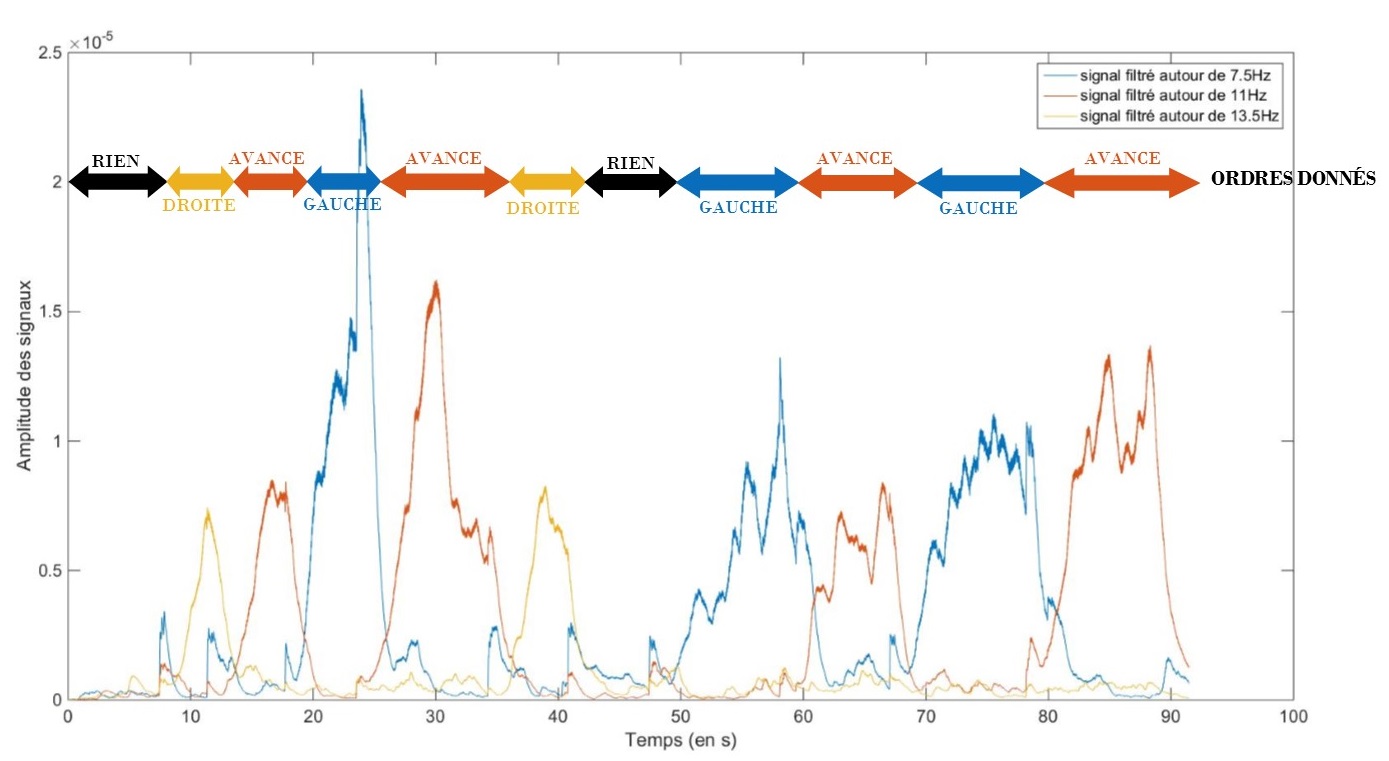 ×10⁻⁵
2.5
signal filtré autour de 7.5Hz
signal filtré autour de 11Hz
signal filtré autour de 13.5Hz
RIEN
AVANCE
AVANCE
RIEN
AVANCE
AVANCE
2
ORDRES DONNÉS
DROITE
GAUCHE
DROITE
GAUCHE
GAUCHE
1.5
1
0.5
0
Amplitude des signaux
0 10 20 30 40 50 60 70 80 90 100
Temps (en s)